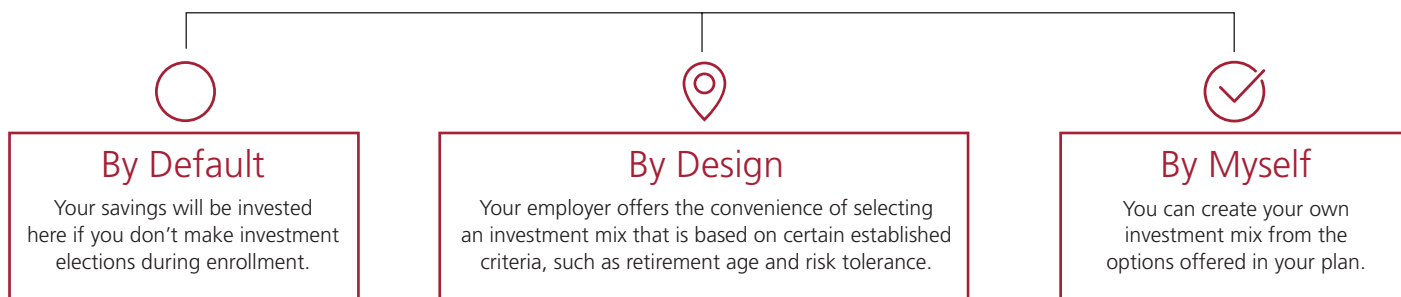 By Default
Your savings will be invested
here if you don’t make investment
elections during enrollment.
By Design
Your employer offers the convenience of selecting
an investment mix that is based on certain established
criteria, such as retirement age and risk tolerance.
By Myself
You can create your own
investment mix from the
options offered in your plan.